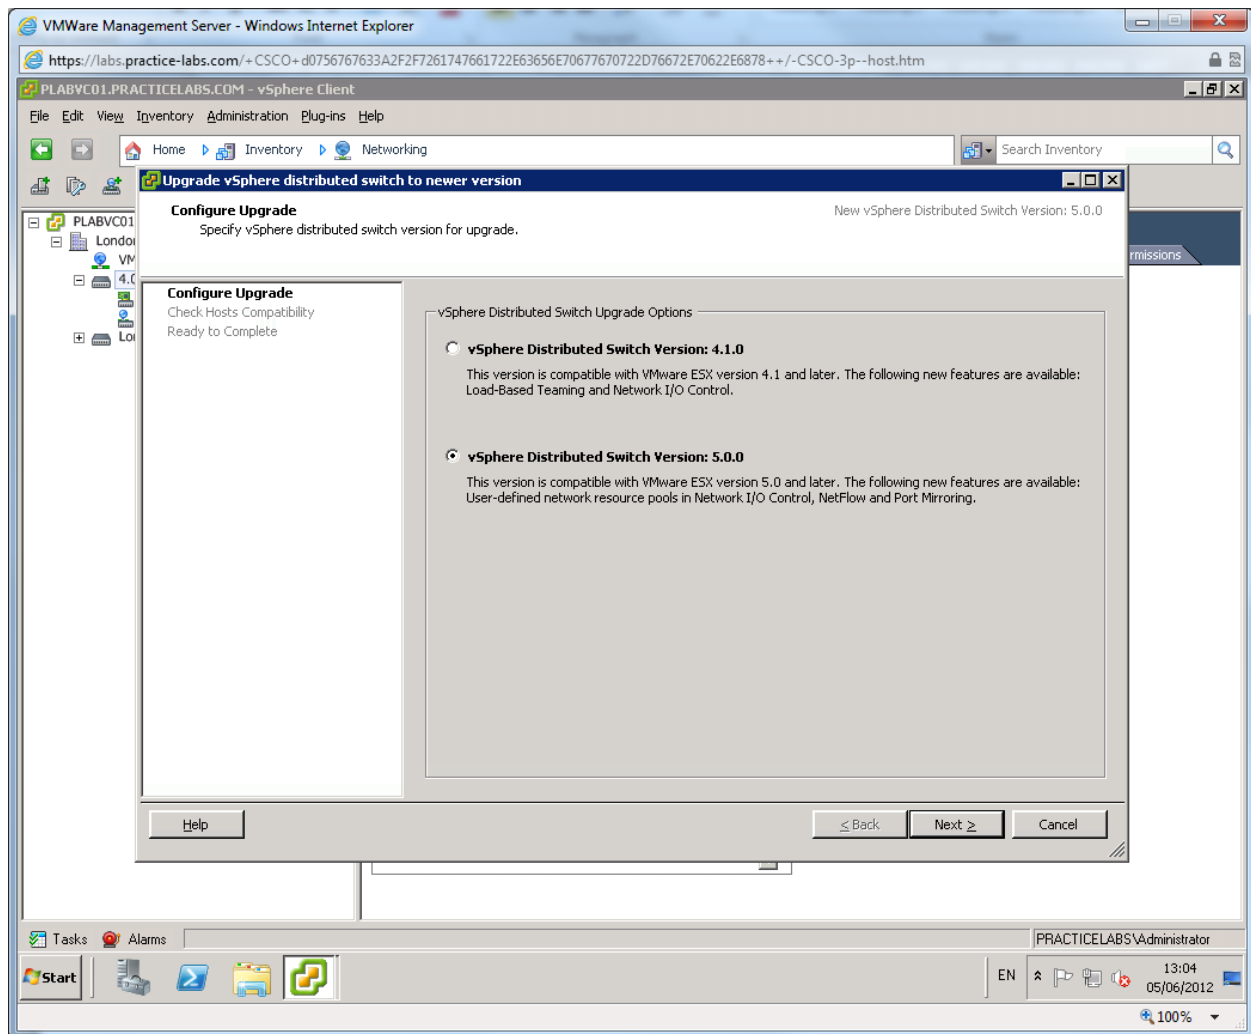 VMWare Management Server - Windows Internet Explorer
https://labs.practice-labs.com/+CSCO+d0756767633A2F2F7261747661722E63656E70677670722D76672E70622E6878++/-CSCO-3p--host.htm
PLABVC01.PRACTICELABS.COM - vSphere Client
File Edit View Inventory Administration Plug-ins Help
Home Inventory Networking Search Inventory
Upgrade vSphere distributed switch to newer version
Configure Upgrade
Specify vSphere distributed switch version for upgrade.
New vSphere Distributed Switch Version: 5.0.0
PLABVC01
Londo
VM
4.0
Lo
rmissions
Configure Upgrade
Check Hosts Compatibility
Ready to Complete
vSphere Distributed Switch Upgrade Options
vSphere Distributed Switch Version: 4.1.0
This version is compatible with VMware ESX version 4.1 and later. The following new features are available:
Load-Based Teaming and Network I/O Control.
vSphere Distributed Switch Version: 5.0.0
This version is compatible with VMware ESX version 5.0 and later. The following new features are available:
User-defined network resource pools in Network I/O Control, NetFlow and Port Mirroring.
Help ≤ Back Next ≥ Cancel
Tasks Alarms PRACTICELABS\Administrator
Start EN 13:04
05/06/2012
100%